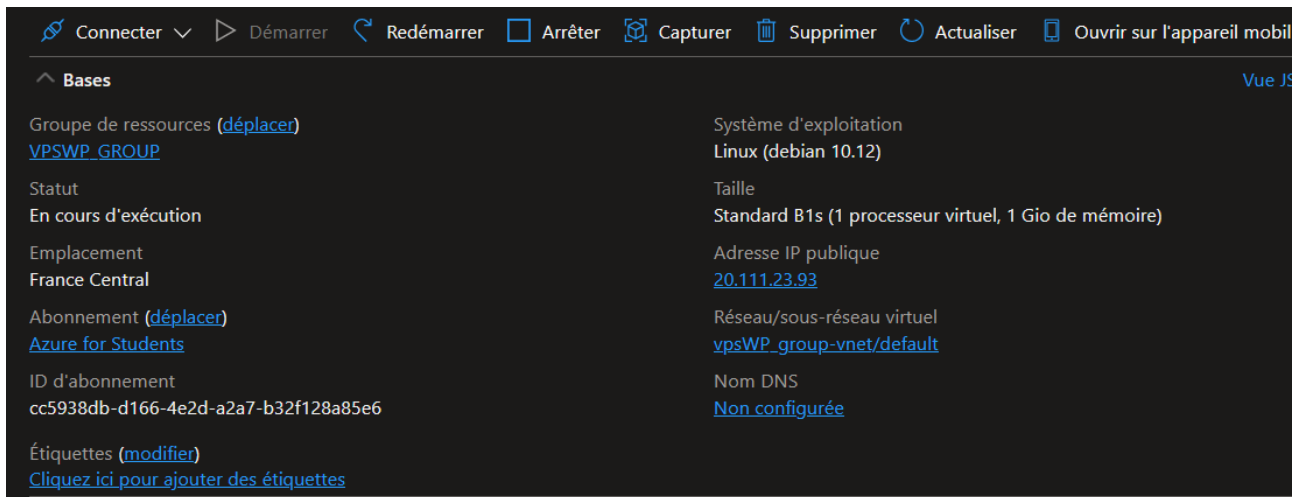 Connecter Démarrer Redémarrer Arrêter Capturer Supprimer Actualiser Ouvrir sur l'appareil mobil
Bases
Vue JS
Groupe de ressources (déplacer)
VPSWP_GROUP
Statut
En cours d'exécution
Emplacement
France Central
Abonnement (déplacer)
Azure for Students
ID d'abonnement
cc5938db-d166-4e2d-a2a7-b32f128a85e6
Étiquettes (modifier)
Cliquez ici pour ajouter des étiquettes
Système d'exploitation
Linux (debian 10.12)
Taille
Standard B1s (1 processeur virtuel, 1 Gio de mémoire)
Adresse IP publique
20.111.23.93
Réseau/sous-réseau virtuel
vpsWP_group-vnet/default
Nom DNS
Non configurée